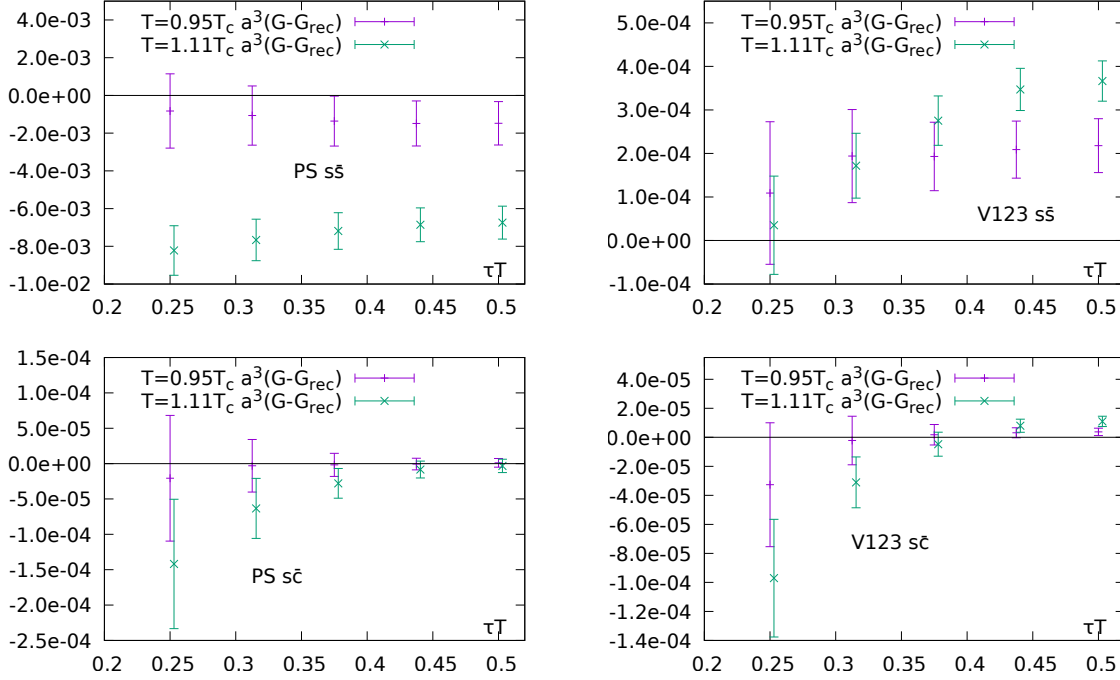 4.0e-03
T=0.95T_c a^3(G-G_rec)
2.0e-03
T=1.11T_c a^3(G-G_rec)
0.0e+00
-2.0e-03
-4.0e-03
PS ss̄
-6.0e-03
-8.0e-03
τT
-1.0e-02
0.2 0.25 0.3 0.35 0.4 0.45 0.5
5.0e-04
T=0.95T_c a^3(G-G_rec)
T=1.11T_c a^3(G-G_rec)
4.0e-04
3.0e-04
2.0e-04
1.0e-04
V123 ss̄
0.0e+00
τT
-1.0e-04
0.2 0.25 0.3 0.35 0.4 0.45 0.5
1.5e-04
T=0.95T_c a^3(G-G_rec)
1.0e-04
T=1.11T_c a^3(G-G_rec)
5.0e-05
0.0e+00
-5.0e-05
-1.0e-04
-1.5e-04
PS sc̄
-2.0e-04
τT
-2.5e-04
0.2 0.25 0.3 0.35 0.4 0.45 0.5
4.0e-05
T=0.95T_c a^3(G-G_rec)
2.0e-05
T=1.11T_c a^3(G-G_rec)
0.0e+00
-2.0e-05
-4.0e-05
-6.0e-05
V123 sc̄
-8.0e-05
-1.0e-04
-1.2e-04
τT
-1.4e-04
0.2 0.25 0.3 0.35 0.4 0.45 0.5